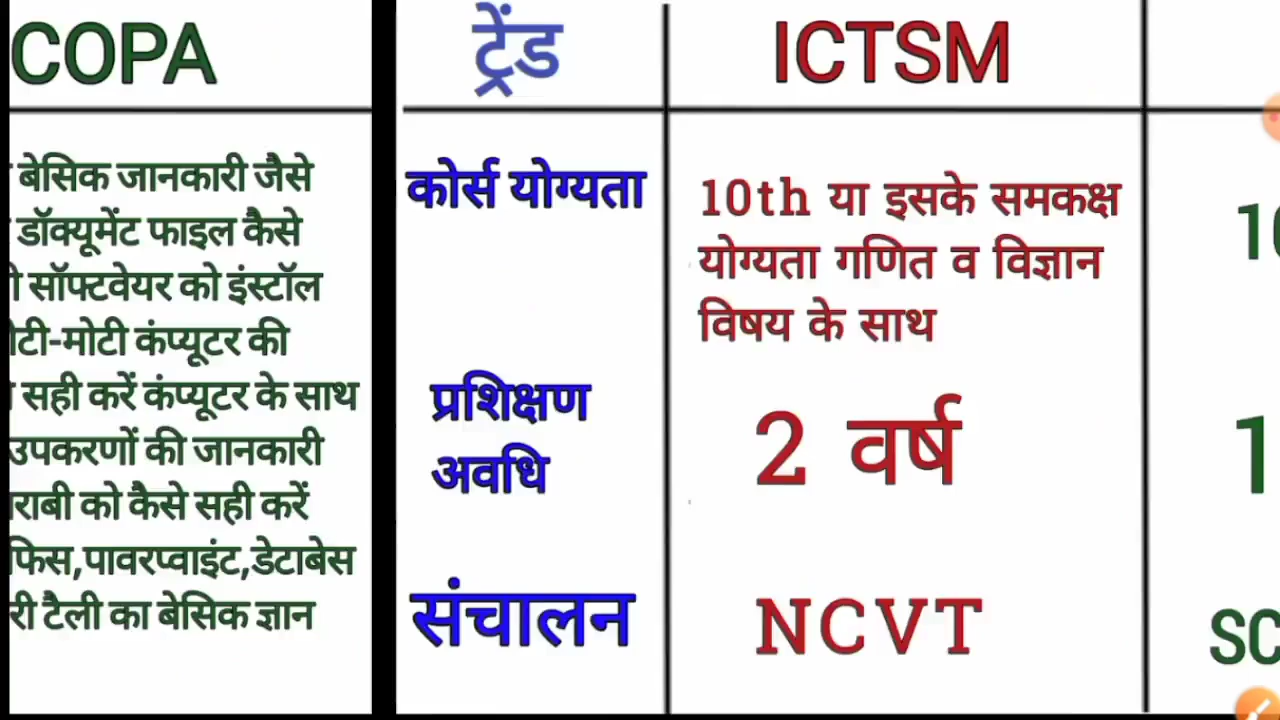 COPA
बेसिक जानकारी जैसे
डॉक्यूमेंट फाइल कैसे
सॉफ्टवेयर को इंस्टॉल
मोटी कंप्यूटर की
सही करें कंप्यूटर के साथ
उपकरणों की जानकारी
को कैसे सही करें
पावरप्वाइंट,डेटाबेस
टैली का बेसिक ज्ञान
ट्रेंड ICTSM
कोर्स योग्यता
10th या इसके समकक्ष
योग्यता गणित व विज्ञान
विषय के साथ
प्रशिक्षण
अवधि
2 वर्ष
1
संचालन NCVT